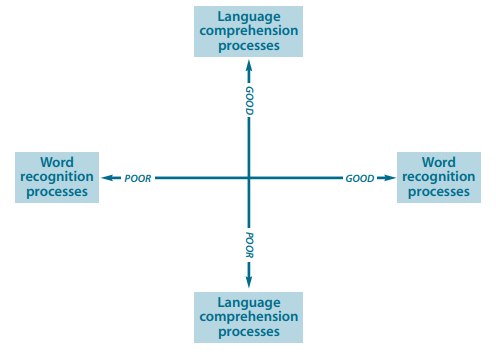 Language
comprehension
processes
GOOD
Word
recognition
processes
POOR
GOOD
Word
recognition
processes
POOR
Language
comprehension
processes